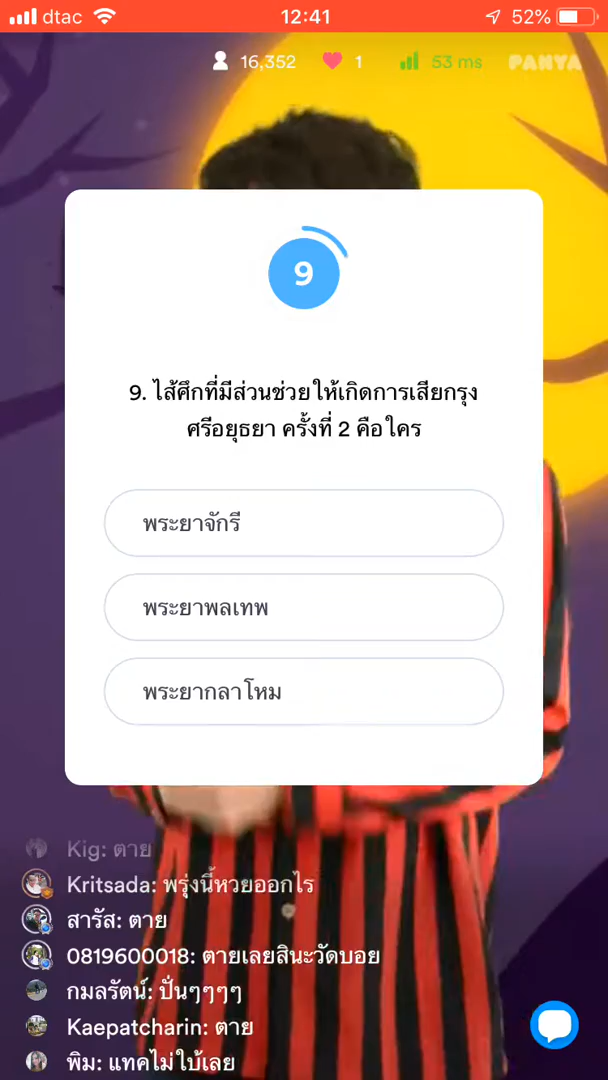 dtac 12:41 52%
16,352 1 53 ms PANYA
9
9. ไส้ศึกที่มีส่วนช่วยให้เกิดการเสียกรุง
ศรีอยุธยา ครั้งที่ 2 คือใคร
พระยาจักรี
พระยาพลเทพ
พระยากลาโหม
Kig: ตาย
Kritsada: พรุ่งนี้หวยออกไร
สารัส: ตาย
0819600018: ตายเลยสินะวัดบอย
กมลรัตน์: ปั่นๆๆๆๆ
Kaepatcharin: ตาย
พิม: แทคไม่ใบ้เลย